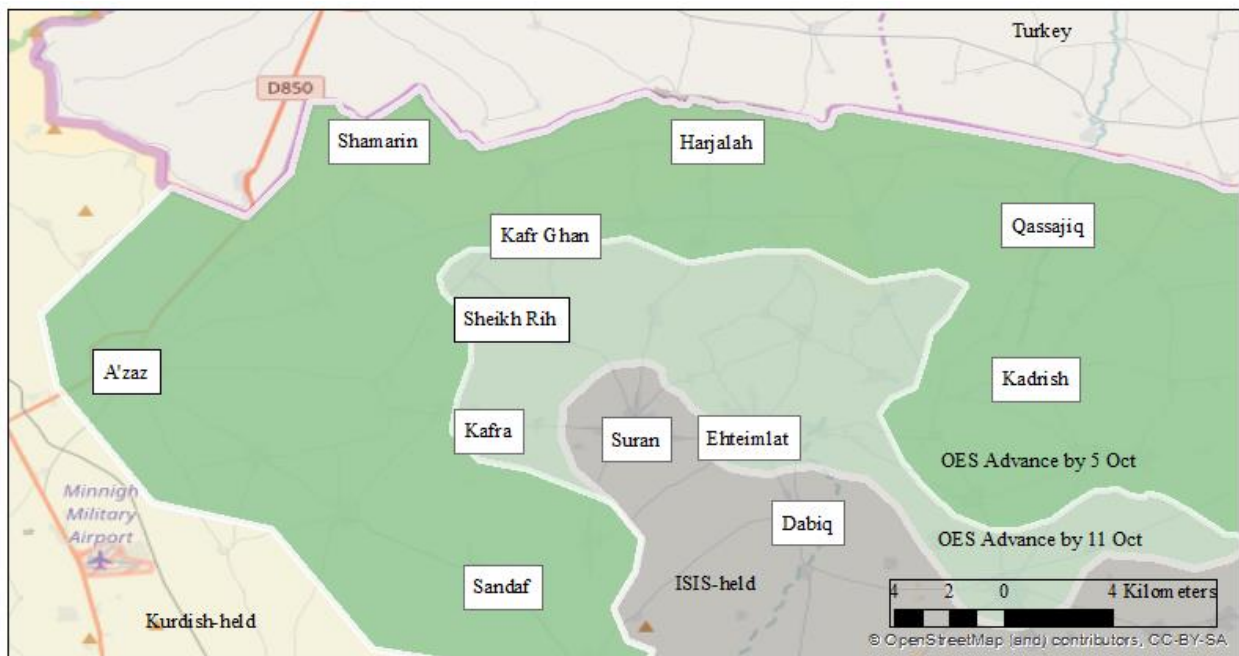 Turkey
D850
Shamarin
Harjalah
Kafr Ghan
Qassajiq
Sheikh Rih
A'zaz
Kadrish
Kafra
Suran
Ehteimlat
OES Advance by 5 Oct
Minnigh
Military
Airport
Dabiq
OES Advance by 11 Oct
Sandaf
ISIS-held
Kurdish-held
4 2 0 4 Kilometers
© OpenStreetMap (and) contributors, CC-BY-SA